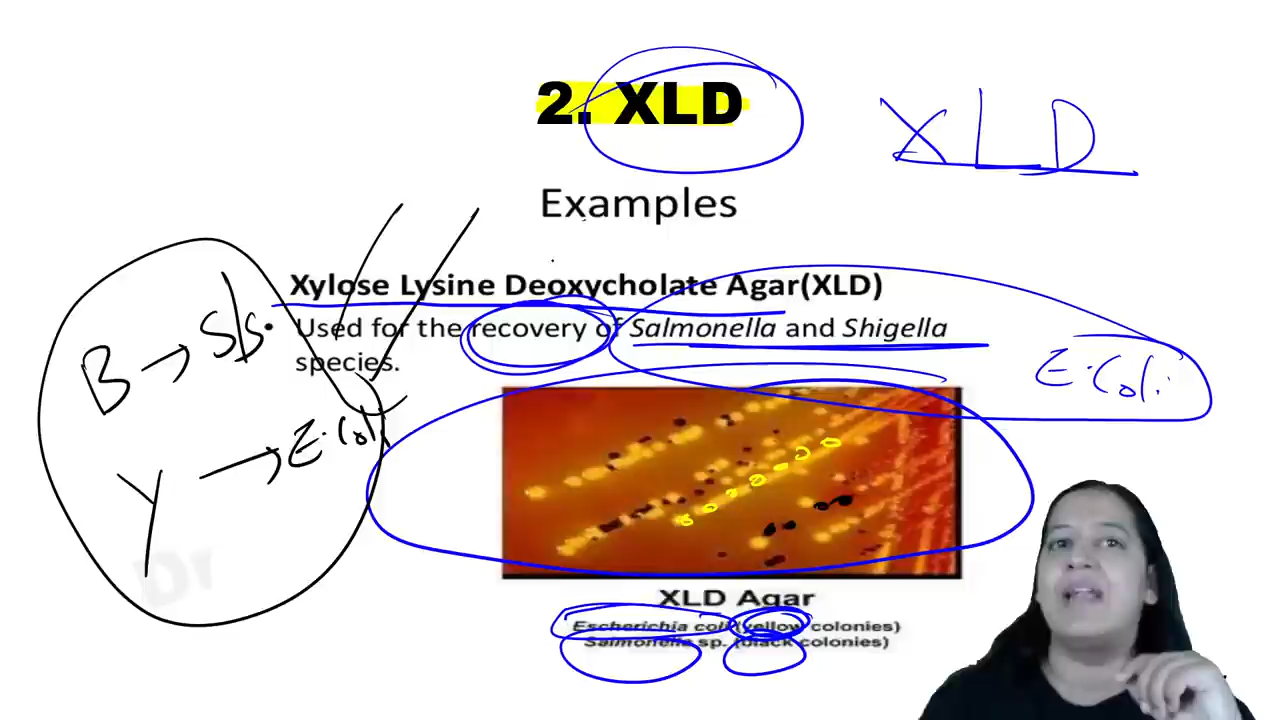 2. XLD
XLD
Examples
Xylose Lysine Deoxycholate Agar(XLD)
Used for the recovery of Salmonella and Shigella
species.
E.Coli
B → S/S.
Y → E.Coli
Dr
XLD Agar
Escherichia coli (yellow colonies)
Salmonella sp. (black colonies)